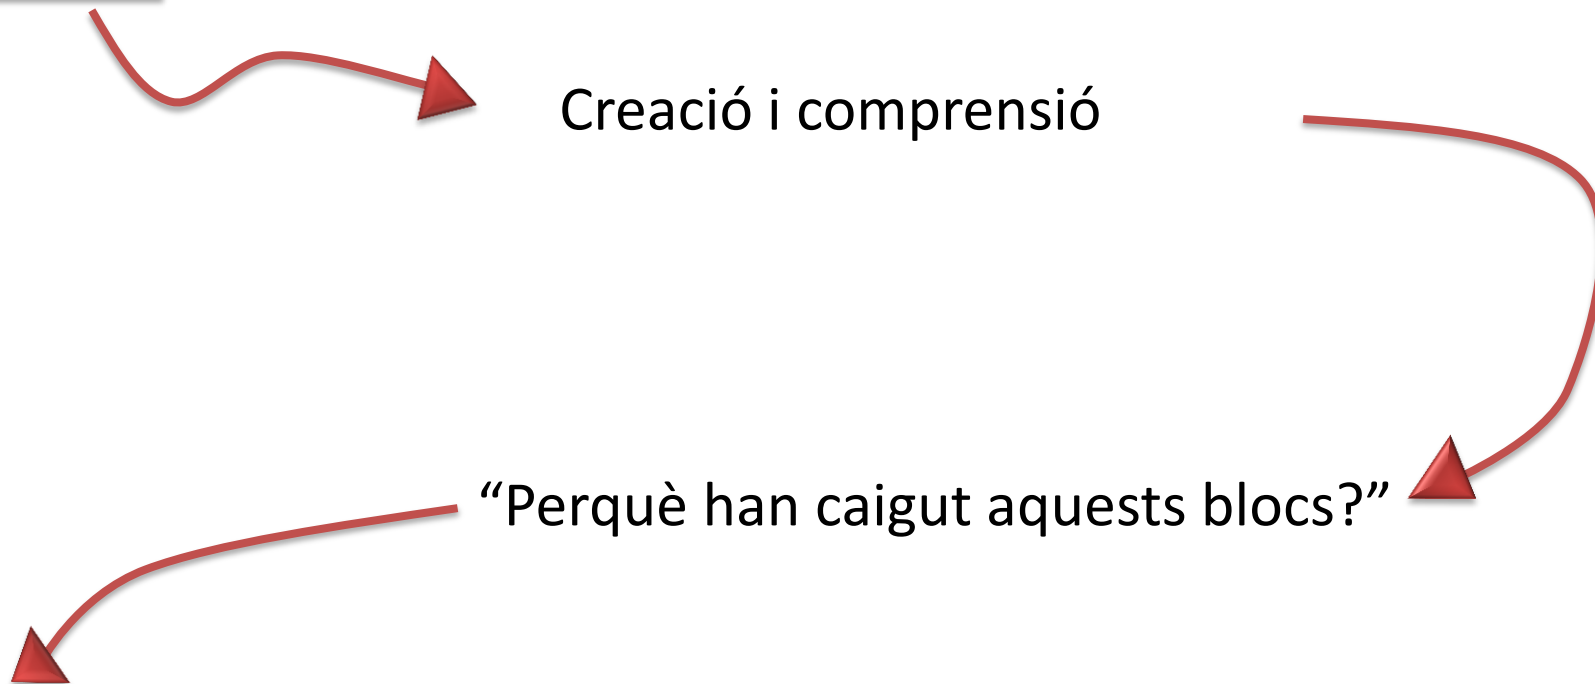 Creació i comprensió
“Perquè han caigut aquests blocs?”